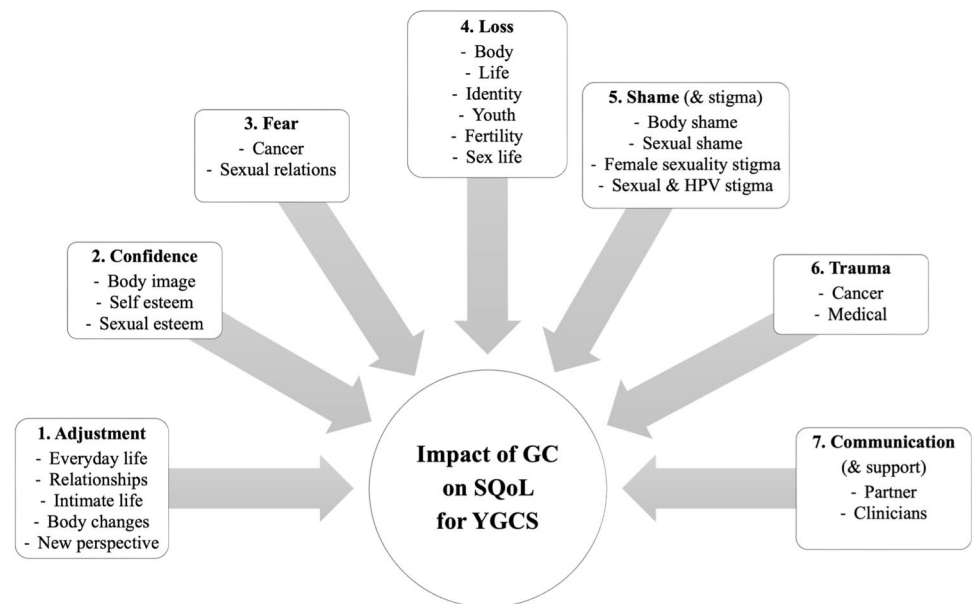 1. Adjustment
- Everyday life
- Relationships
- Intimate life
- Body changes
- New perspective
2. Confidence
- Body image
- Self esteem
- Sexual esteem
3. Fear
- Cancer
- Sexual relations
4. Loss
- Body
- Life
- Identity
- Youth
- Fertility
- Sex life
5. Shame (& stigma)
- Body shame
- Sexual shame
- Female sexuality stigma
- Sexual & HPV stigma
6. Trauma
- Cancer
- Medical
7. Communication
(& support)
- Partner
- Clinicians
Impact of GC
on SQoL
for YGCS